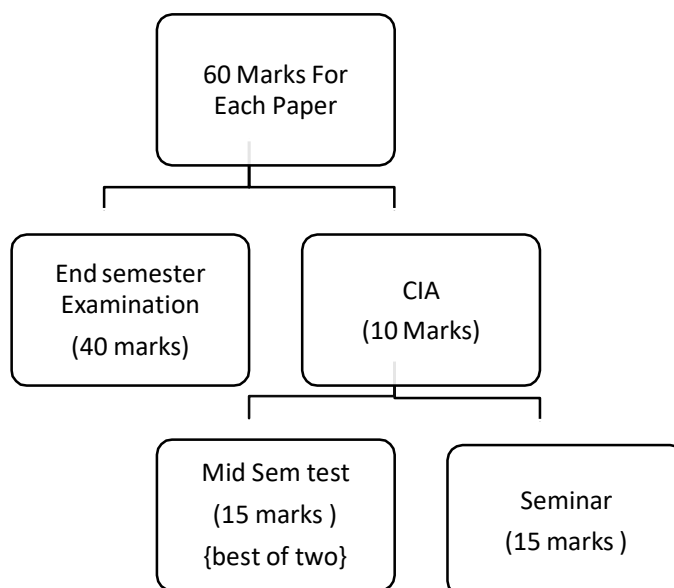 60 Marks For
Each Paper
End semester
Examination
(40 marks)
CIA
(10 Marks)
Mid Sem test
(15 marks )
{best of two}
Seminar
(15 marks )